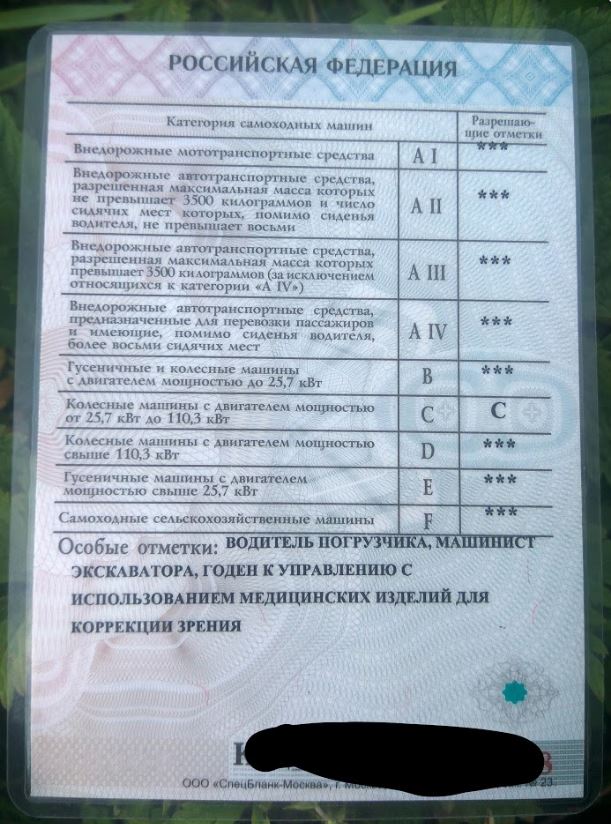 РОССИЙСКАЯ ФЕДЕРАЦИЯ
Категория самоходных машин
Разрешаю-
щие отметки
Внедорожные мототранспортные средства A I ***
Внедорожные автотранспортные средства,
разрешенная максимальная масса которых
не превышает 3500 килограммов и число
сидячих мест которых, помимо сиденья
водителя, не превышает восьми
A II ***
Внедорожные автотранспортные средства,
разрешенная максимальная масса которых
превышает 3500 килограммов (за исключением
относящихся к категории «A IV»)
A III ***
Внедорожные автотранспортные средства,
предназначенные для перевозки пассажиров
и имеющие, помимо сиденья водителя,
более восьми сидячих мест
A IV ***
Гусеничные и колесные машины
с двигателем мощностью до 25,7 кВт
B ***
Колесные машины с двигателем мощностью
от 25,7 кВт до 110,3 кВт
C C
Колесные машины с двигателем мощностью
свыше 110,3 кВт
D ***
Гусеничные машины с двигателем
мощностью свыше 25,7 кВт
E ***
Самоходные сельскохозяйственные машины F ***
Особые отметки: ВОДИТЕЛЬ ПОГРУЗЧИКА, МАШИНИСТ
ЭКСКАВАТОРА, ГОДЕН К УПРАВЛЕНИЮ С
ИСПОЛЬЗОВАНИЕМ МЕДИЦИНСКИХ ИЗДЕЛИЙ ДЛЯ
КОРРЕКЦИИ ЗРЕНИЯ
ООО «СпецБланк-Москва», г.